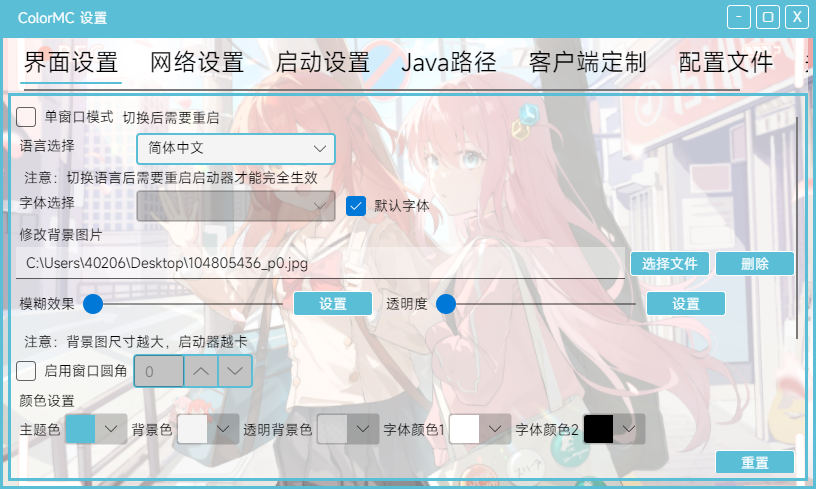 ColorMC 设置
界面设置 网络设置 启动设置 Java路径 客户端定制 配置文件
单窗口模式 切换后需要重启
语言选择 简体中文
注意：切换语言后需要重启启动器才能完全生效
字体选择 默认字体
修改背景图片
C:\Users\40206\Desktop\104805436_p0.jpg 选择文件 删除
模糊效果 设置 透明度 设置
注意：背景图尺寸越大，启动器越卡
启用窗口圆角 0
颜色设置
主题色 背景色 透明背景色 字体颜色1 字体颜色2
重置